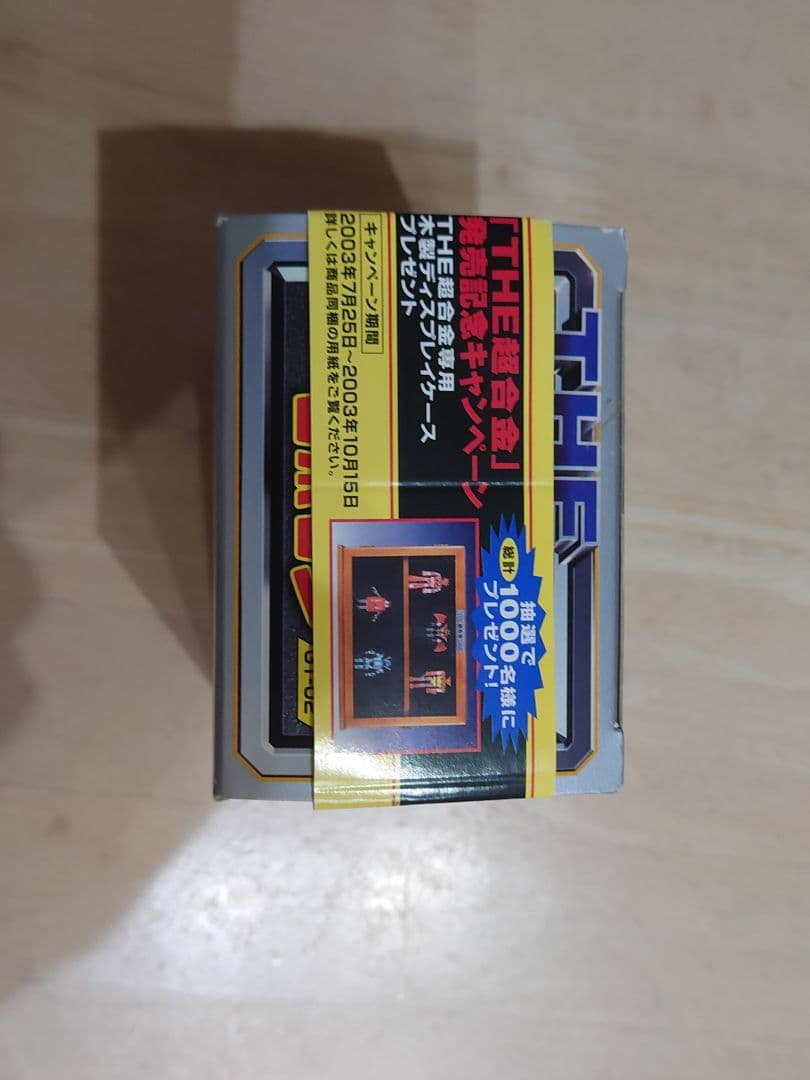 THE
「THE超合金」
発売記念キャンペーン
THE超合金専用
木製ディスプレイケース
プレゼント
キャンペーン期間
2003年7月25日〜2003年10月15日
詳しくは商品同梱の用紙をご覧ください。
抽選で
総計1000名様に
プレゼント!
GT-02